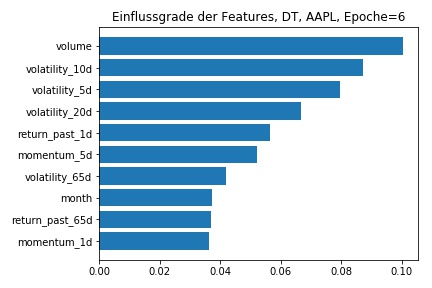 Einflussgrade der Features, DT, AAPL, Epoche=6
volume
volatility_10d
volatility_5d
volatility_20d
return_past_1d
momentum_5d
volatility_65d
month
return_past_65d
momentum_1d
0.00 0.02 0.04 0.06 0.08 0.10